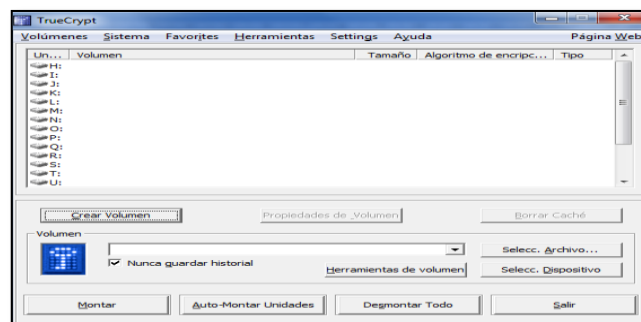 TrueCrypt
Volúmenes Sistema Favoritos Herramientas Settings Ayuda Página Web
Un... Volumen Tamaño Algoritmo de encripc... Tipo
H:
I:
J:
K:
L:
M:
N:
O:
P:
Q:
R:
S:
T:
U:
Crear Volumen Propiedades de Volumen Borrar Caché
Volumen
Selecc. Archivo...
Nunca guardar historial
Herramientas de volumen Selecc. Dispositivo
Montar Auto-Montar Unidades Desmontar Todo Salir